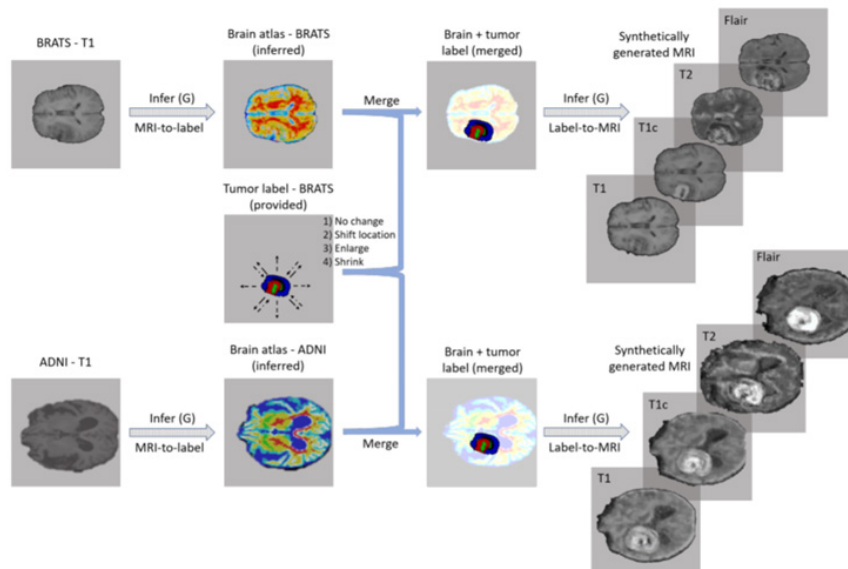 BRATS - T1
Infer (G)
MRI-to-label
Brain atlas - BRATS
(inferred)
Merge
Brain + tumor
label (merged)
Infer (G)
Label-to-MRI
Synthetically
generated MRI
Flair
T2
T1c
T1
Tumor label - BRATS
(provided)
1) No change
2) Shift location
3) Enlarge
4) Shrink
ADNI - T1
Infer (G)
MRI-to-label
Brain atlas - ADNI
(inferred)
Merge
Brain + tumor
label (merged)
Infer (G)
Label-to-MRI
Synthetically
generated MRI
Flair
T2
T1c
T1